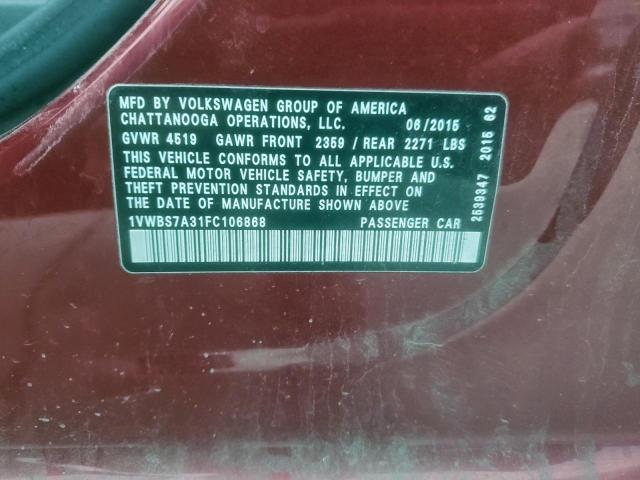 MFD BY VOLKSWAGEN GROUP OF AMERICA
CHATTANOOGA OPERATIONS, LLC. 06/2015
GVWR 4519 GAWR FRONT 2359 / REAR 2271 LBS
THIS VEHICLE CONFORMS TO ALL APPLICABLE U.S.
FEDERAL MOTOR VEHICLE SAFETY, BUMPER AND
THEFT PREVENTION STANDARDS IN EFFECT ON
THE DATE OF MANUFACTURE SHOWN ABOVE
1VWBS7A31FC106868 PASSENGER CAR
2539347 2015 62